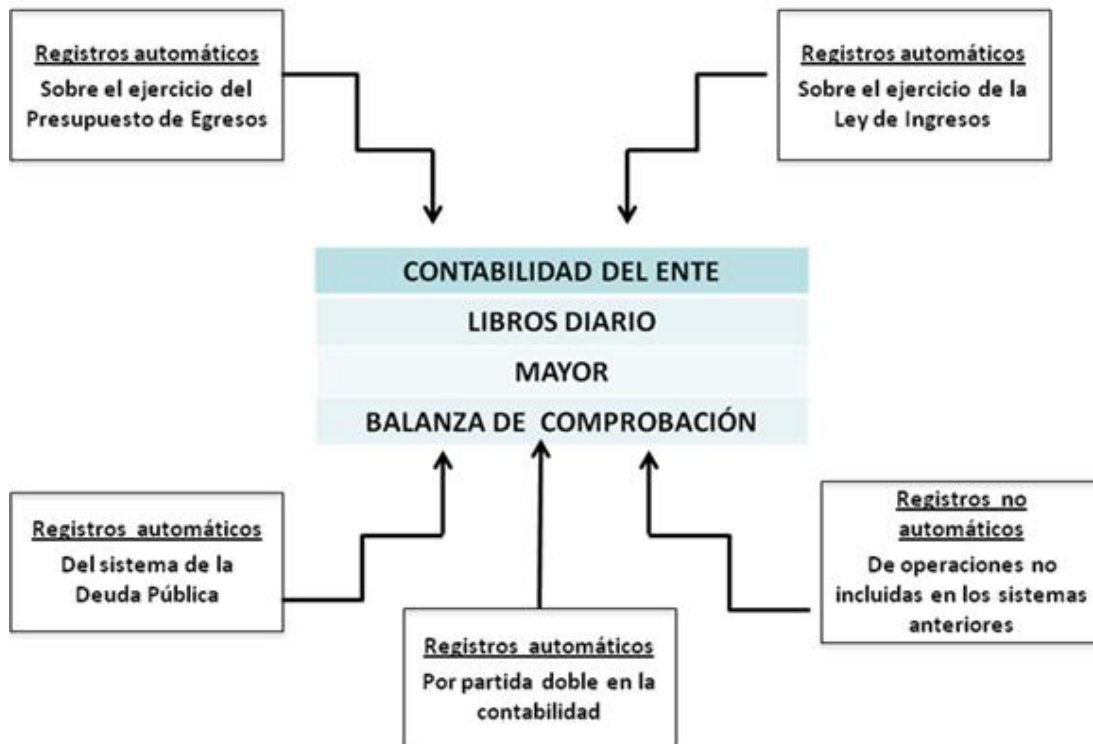 Registros automáticos
Sobre el ejercicio del
Presupuesto de Egresos
Registros automáticos
Sobre el ejercicio de la
Ley de Ingresos
CONTABILIDAD DEL ENTE
LIBROS DIARIO
MAYOR
BALANZA DE COMPROBACIÓN
Registros automáticos
Del sistema de la
Deuda Pública
Registros automáticos
Por partida doble en la
contabilidad
Registros no
automáticos
De operaciones no
incluidas en los sistemas
anteriores